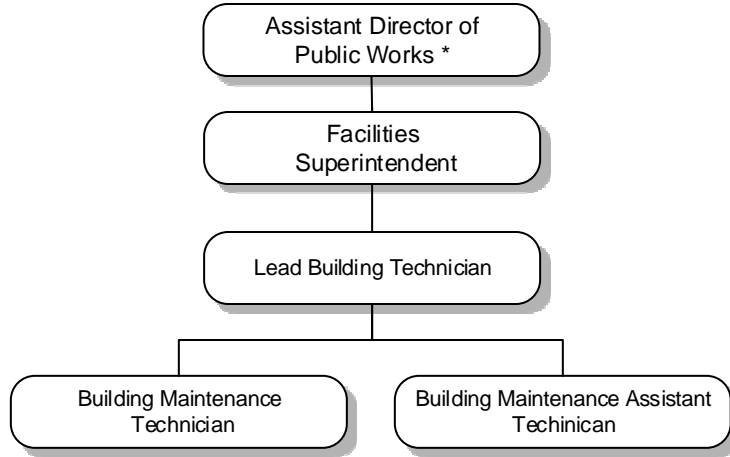 Assistant Director of
Public Works *
Facilities
Superintendent
Lead Building Technician
Building Maintenance
Technician
Building Maintenance Assistant
Techinican